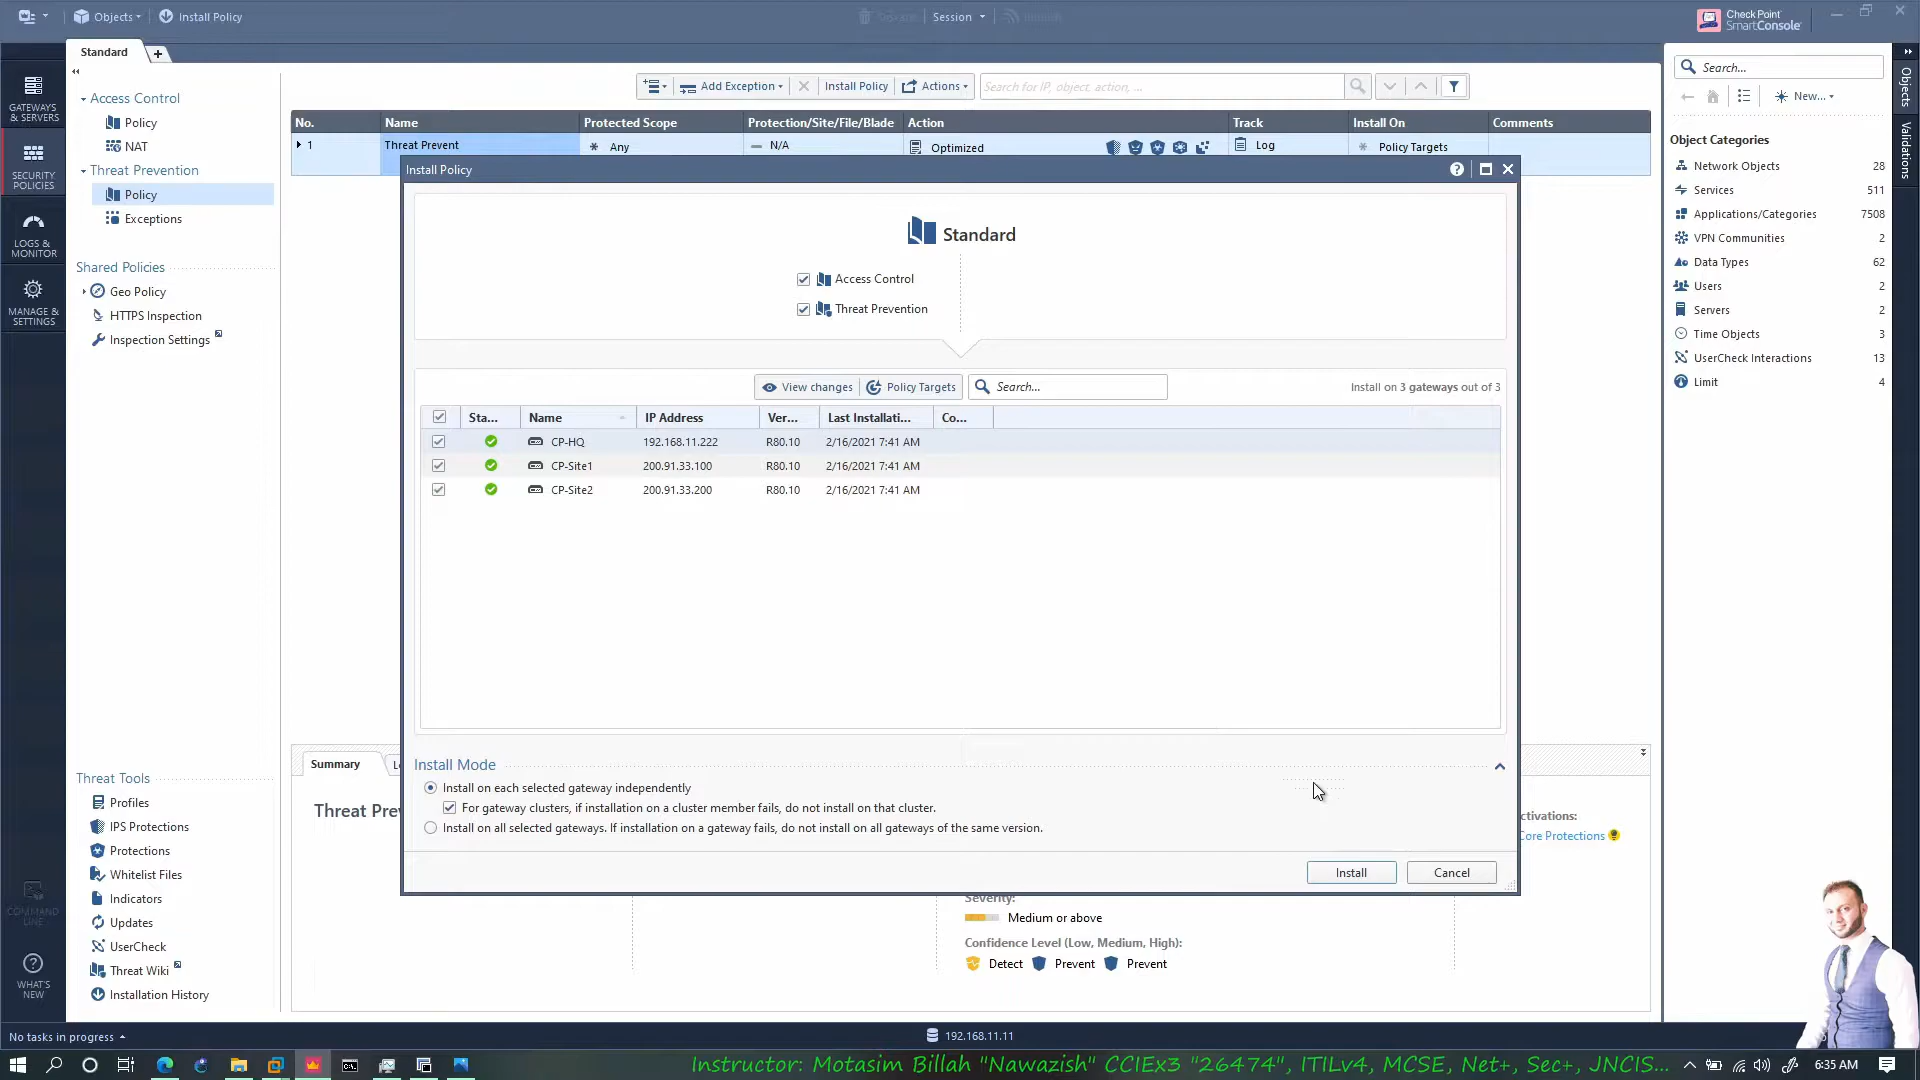 Objects
Install Policy
Session
Check Point
SmartConsole
Standard
GATEWAYS
& SERVERS
SECURITY
POLICIES
LOGS &
MONITOR
MANAGE &
SETTINGS
COMMAND
LINE
WHAT'S
NEW
Access Control
Policy
NAT
Threat Prevention
Policy
Exceptions
Shared Policies
Geo Policy
HTTPS Inspection
Inspection Settings
Threat Tools
Profiles
IPS Protections
Protections
Whitelist Files
Indicators
Updates
UserCheck
Threat Wiki
Installation History
Add Exception
Install Policy
Actions
Search for IP, object, action, ...
No. Name Protected Scope Protection/Site/File/Blade Action Track Install On Comments
1 Threat Prevent Any N/A Optimized Log Policy Targets
Install Policy
Standard
Access Control
Threat Prevention
View changes Policy Targets Search... Install on 3 gateways out of 3
Sta... Name IP Address Ver... Last Installati... Co...
CP-HQ 192.168.11.222 R80.10 2/16/2021 7:41 AM
CP-Site1 200.91.33.100 R80.10 2/16/2021 7:41 AM
CP-Site2 200.91.33.200 R80.10 2/16/2021 7:41 AM
Install Mode
Install on each selected gateway independently
For gateway clusters, if installation on a cluster member fails, do not install on that cluster.
Install on all selected gateways. If installation on a gateway fails, do not install on all gateways of the same version.
Install Cancel
Summary
Threat Pre
ctivations:
Core Protections
Severity:
Medium or above
Confidence Level (Low, Medium, High):
Detect Prevent Prevent
Search...
New...
Object Categories
Network Objects 28
Services 511
Applications/Categories 7508
VPN Communities 2
Data Types 62
Users 2
Servers 2
Time Objects 3
UserCheck Interactions 13
Limit 4
Objects
Validations
No tasks in progress
192.168.11.11
Instructor: Motasim Billah "Nawazish" CCIEx3 "26474", ITILv4, MCSE, Net+, Sec+, JNCIS...
6:35 AM